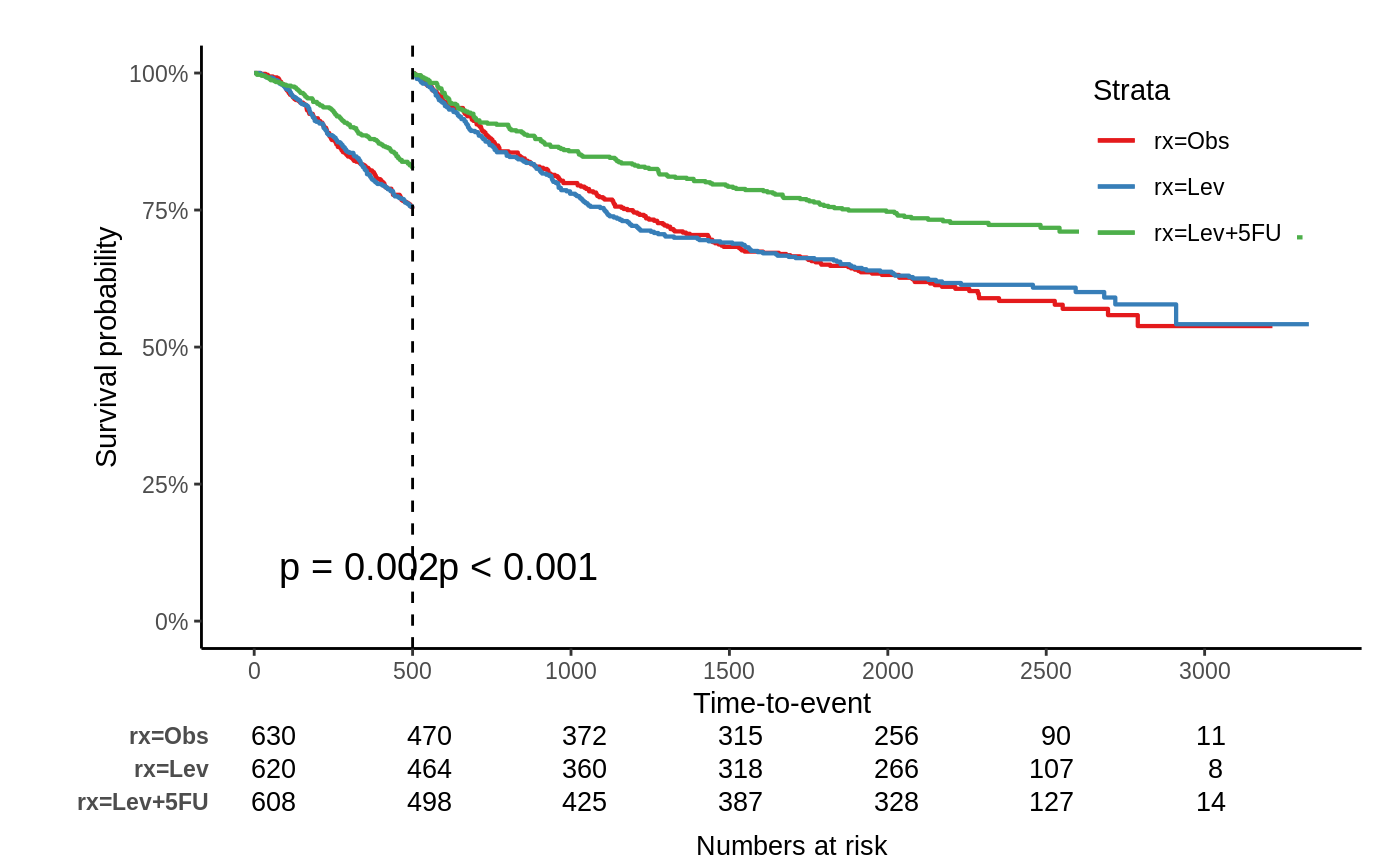 Strata
rx=Obs
rx=Lev
rx=Lev+5FU
Survival probability
100%
75%
50%
25%
0%
p = 0.002p < 0.001
0 500 1000 1500 2000 2500 3000
Time-to-event
rx=Obs 630 470 372 315 256 90 11
rx=Lev 620 464 360 318 266 107 8
rx=Lev+5FU 608 498 425 387 328 127 14
Numbers at risk